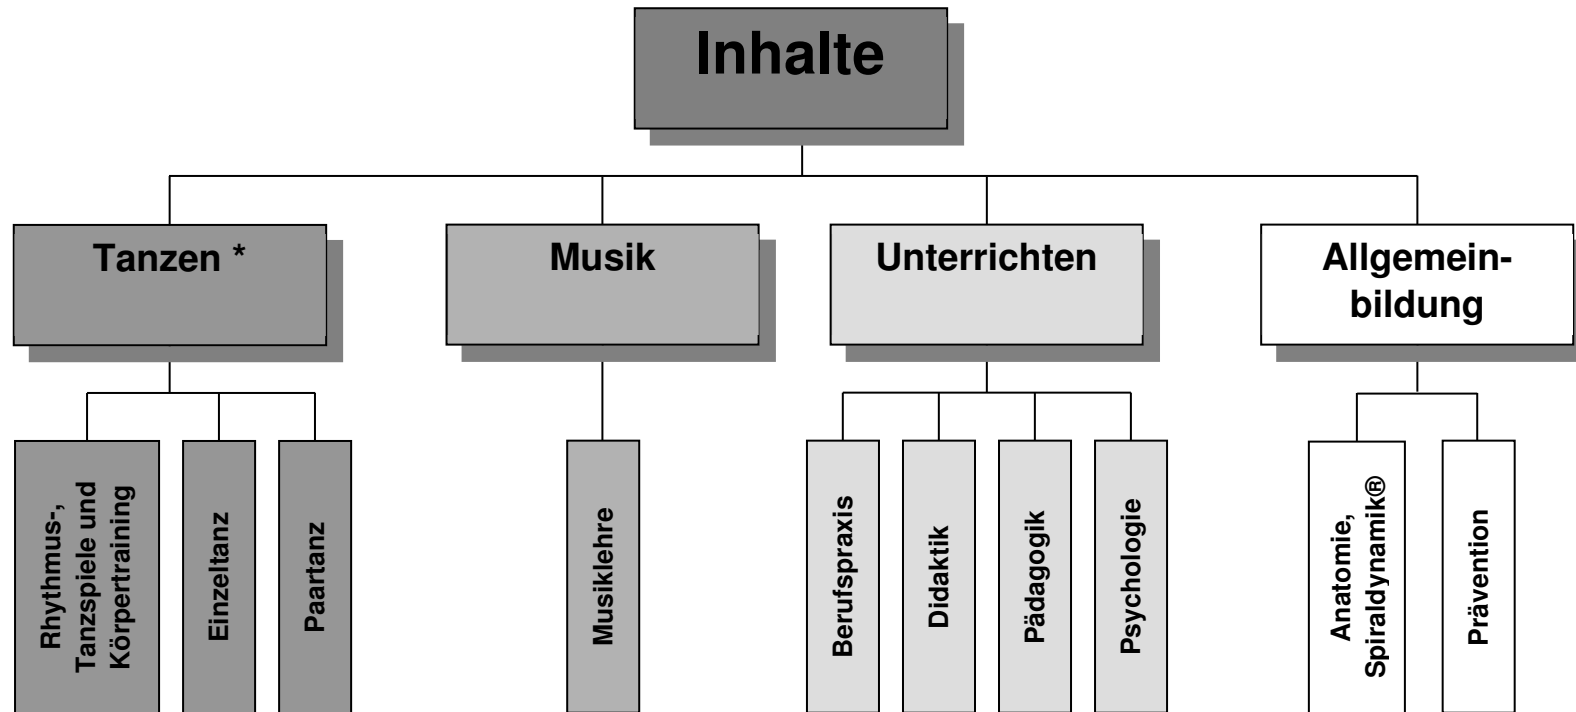 Inhalte
Tanzen *
Musik
Unterrichten
Allgemein-
bildung
Rhythmus-,
Tanzspiele und
Körpertraining
Einzeltanz
Paartanz
Musiklehre
Berufspraxis
Didaktik
Pädagogik
Psychologie
Anatomie,
Spiraldynamik®
Prävention